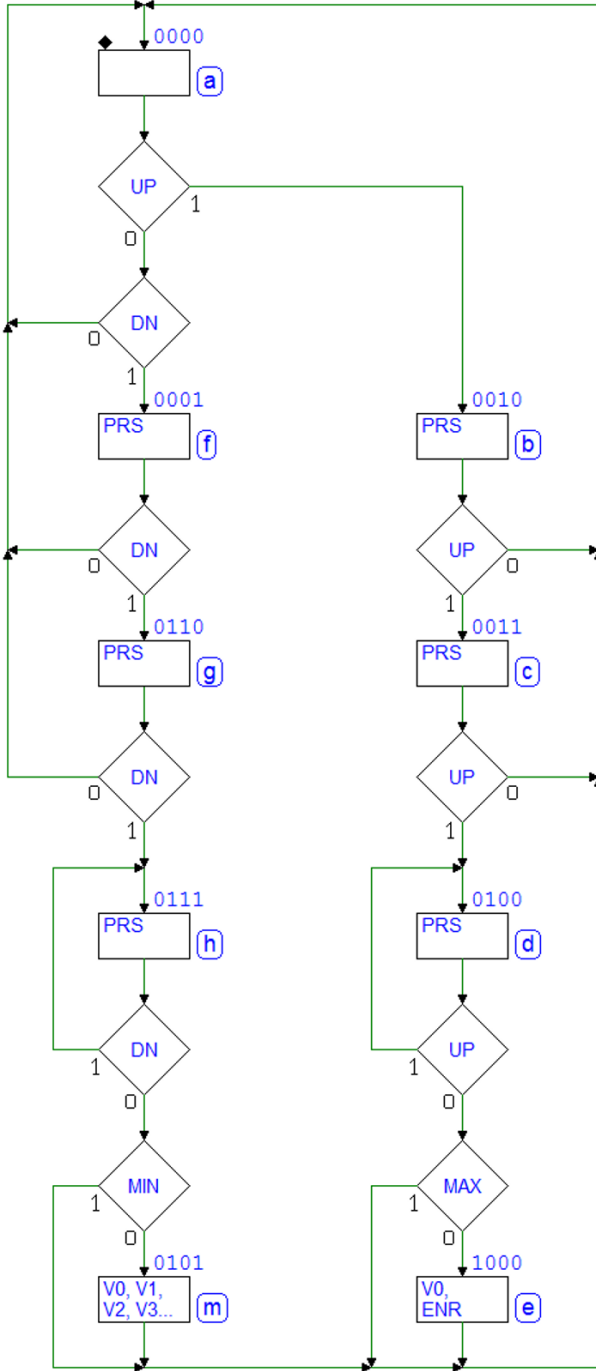 0000
a
UP
1
0
DN
0
1
0001
PRS
f
0010
PRS
b
DN
0
1
UP
0
1
0110
PRS
g
0011
PRS
c
DN
0
1
UP
0
1
0111
PRS
h
0100
PRS
d
DN
1
0
UP
1
0
MIN
1
0
MAX
1
0
0101
V0, V1,
V2, V3...
m
1000
V0,
ENR
e